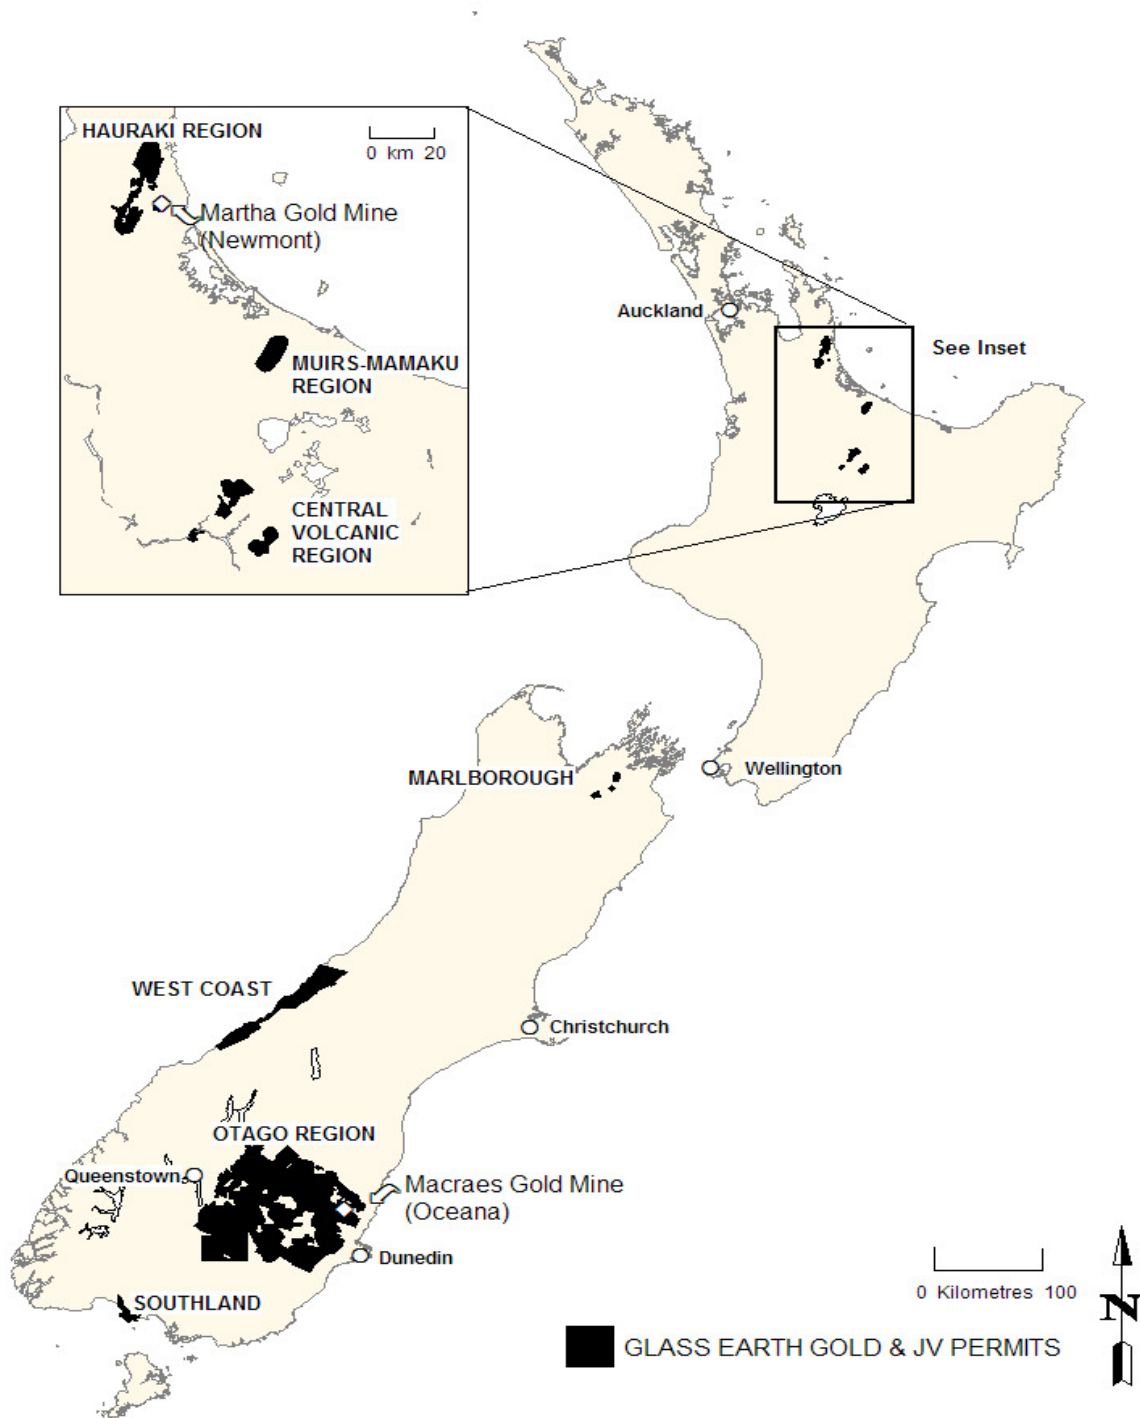 HAURAKI REGION
0 km 20
Martha Gold Mine
(Newmont)
MUIRS-MAMAKU
REGION
CENTRAL
VOLCANIC
REGION
Auckland
See Inset
Wellington
MARLBOROUGH
WEST COAST
Christchurch
OTAGO REGION
Queenstown
Macraes Gold Mine
(Oceana)
Dunedin
SOUTHLAND
0 Kilometres 100
N
GLASS EARTH GOLD & JV PERMITS